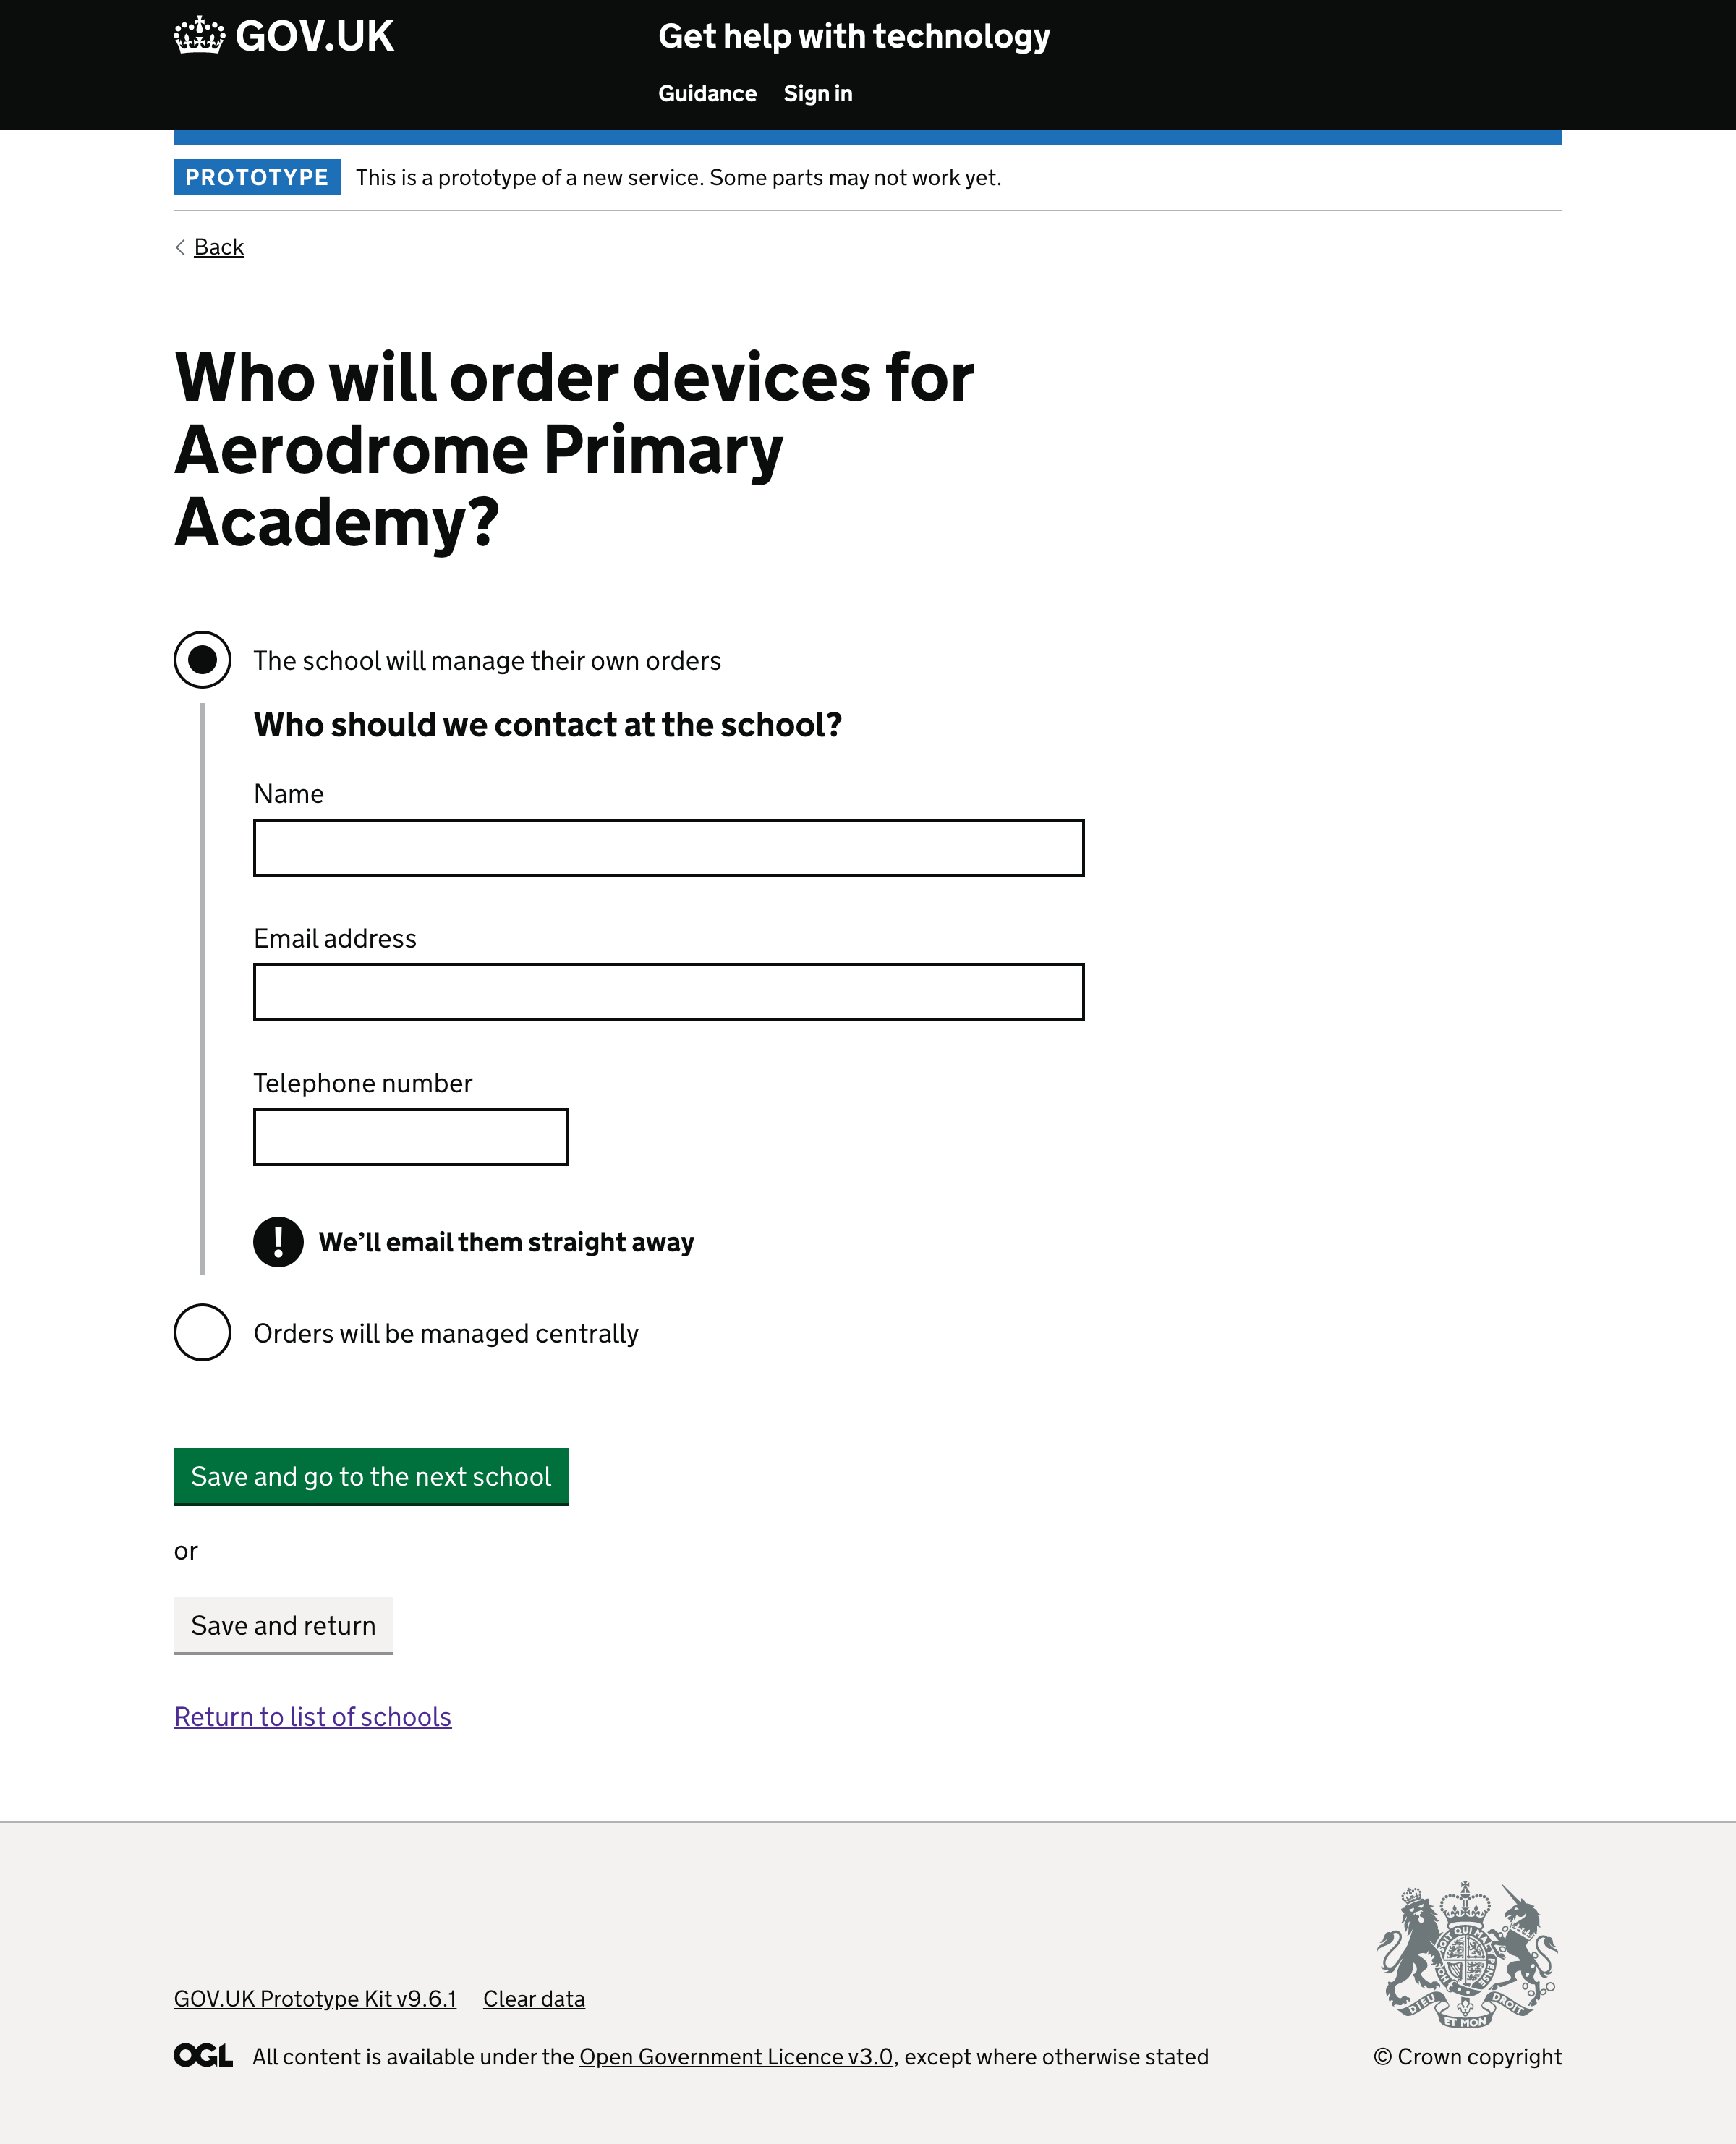 GOV.UK
Get help with technology
Guidance Sign in
PROTOTYPE This is a prototype of a new service. Some parts may not work yet.
Back
Who will order devices for
Aerodrome Primary
Academy?
The school will manage their own orders
Who should we contact at the school?
Name
Email address
Telephone number
! We’ll email them straight away
Orders will be managed centrally
Save and go to the next school
or
Save and return
Return to list of schools
GOV.UK Prototype Kit v9.6.1 Clear data
OGL All content is available under the Open Government Licence v3.0, except where otherwise stated
DIEU ET MON DROIT
© Crown copyright